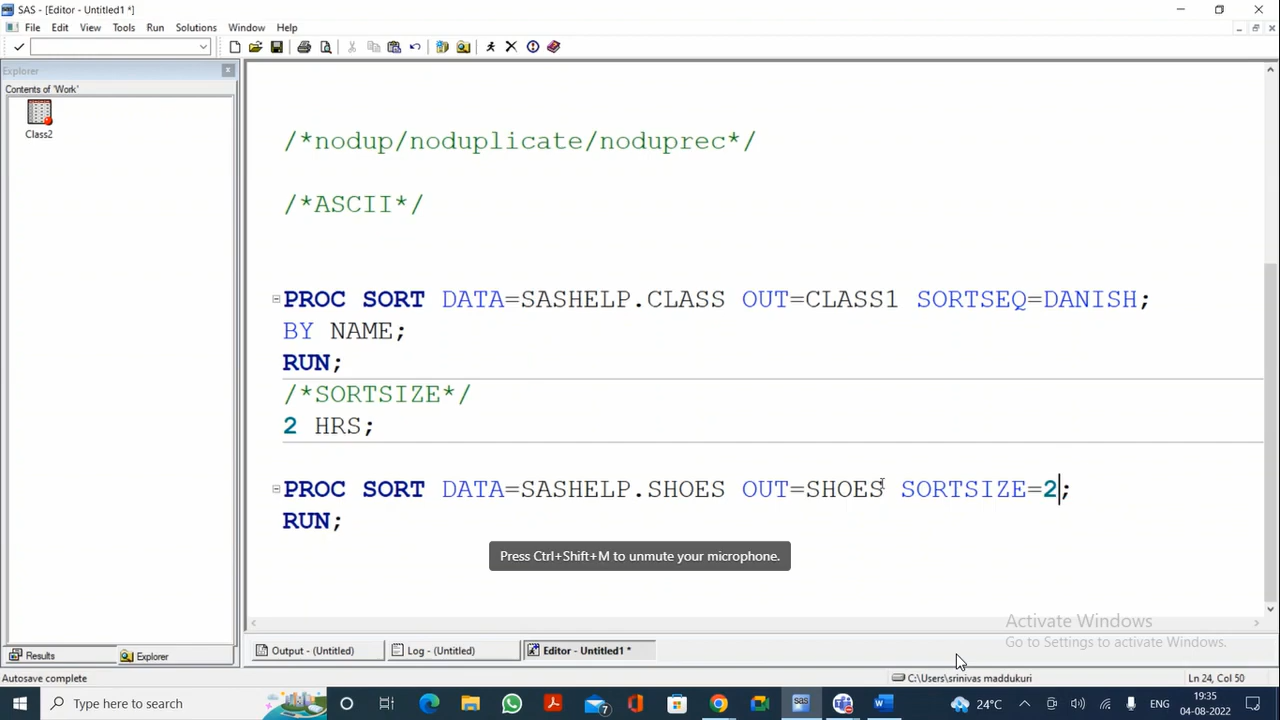 SAS - [Editor - Untitled1 *]
File Edit View Tools Run Solutions Window Help
Explorer
Contents of 'Work'
Class2
/*nodup/noduplicate/noduprec*/
/*ASCII*/
PROC SORT DATA=SASHELP.CLASS OUT=CLASS1 SORTSEQ=DANISH;
BY NAME;
RUN;
/*SORTSIZE*/
2 HRS;
PROC SORT DATA=SASHELP.SHOES OUT=SHOES SORTSIZE=2;
RUN;
Press Ctrl+Shift+M to unmute your microphone.
Activate Windows
Go to Settings to activate Windows.
Results Explorer Output - (Untitled) Log - (Untitled) Editor - Untitled1 *
Autosave complete C:\Users\srinivas maddukuri Ln 24, Col 50
Type here to search 7 24°C ENG 19:35
04-08-2022